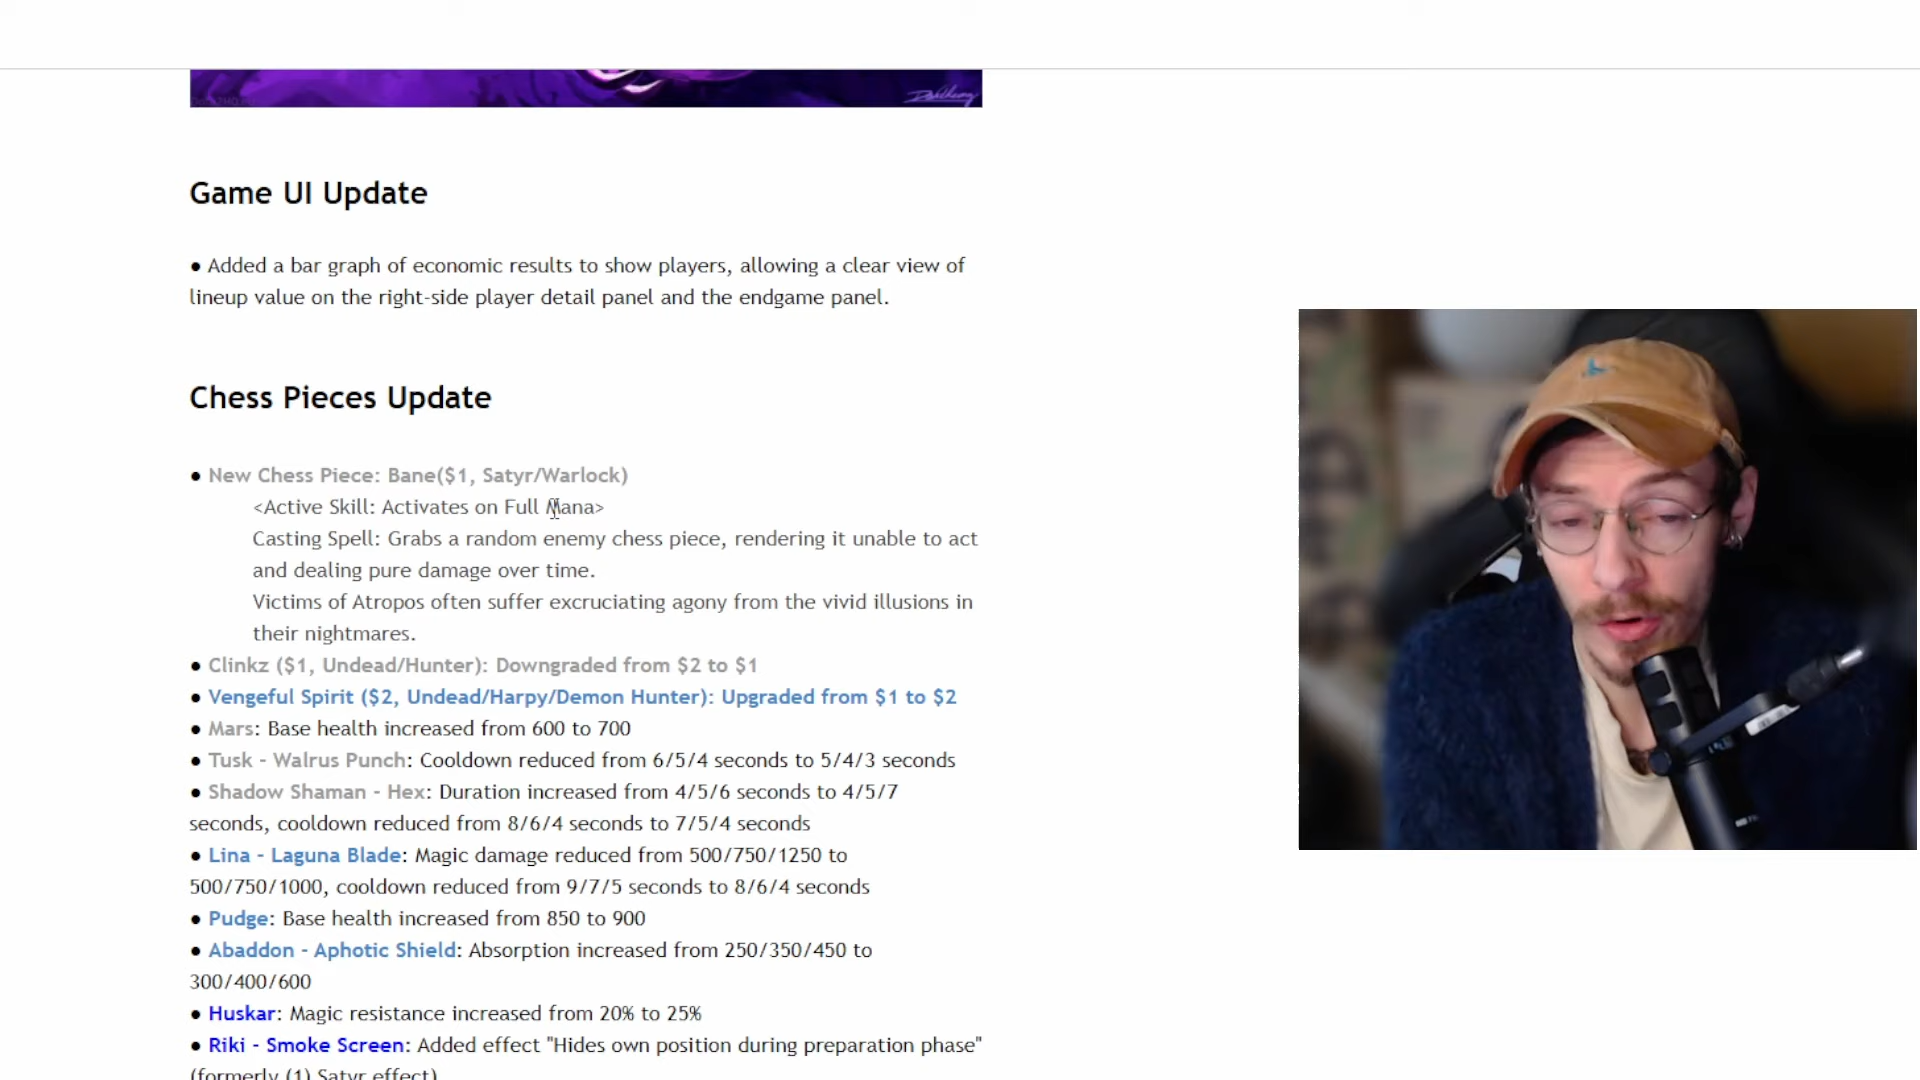 Game UI Update
● Added a bar graph of economic results to show players, allowing a clear view of
lineup value on the right-side player detail panel and the endgame panel.
Chess Pieces Update
● New Chess Piece: Bane($1, Satyr/Warlock)
<Active Skill: Activates on Full Mana>
Casting Spell: Grabs a random enemy chess piece, rendering it unable to act
and dealing pure damage over time.
Victims of Atropos often suffer excruciating agony from the vivid illusions in
their nightmares.
● Clinkz ($1, Undead/Hunter): Downgraded from $2 to $1
● Vengeful Spirit ($2, Undead/Harpy/Demon Hunter): Upgraded from $1 to $2
● Mars: Base health increased from 600 to 700
● Tusk - Walrus Punch: Cooldown reduced from 6/5/4 seconds to 5/4/3 seconds
● Shadow Shaman - Hex: Duration increased from 4/5/6 seconds to 4/5/7
seconds, cooldown reduced from 8/6/4 seconds to 7/5/4 seconds
● Lina - Laguna Blade: Magic damage reduced from 500/750/1250 to
500/750/1000, cooldown reduced from 9/7/5 seconds to 8/6/4 seconds
● Pudge: Base health increased from 850 to 900
● Abaddon - Aphotic Shield: Absorption increased from 250/350/450 to
300/400/600
● Huskar: Magic resistance increased from 20% to 25%
● Riki - Smoke Screen: Added effect "Hides own position during preparation phase"
(formerly (1) Satyr effect)